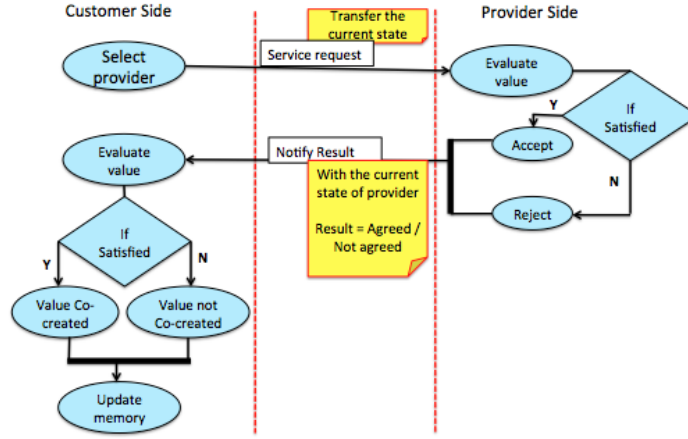 Customer Side
Transfer the
current state
Provider Side
Select
provider
Service request
Evaluate
value
If
Satisfied
Y
N
Accept
Reject
Notify Result
With the current
state of provider
Result = Agreed /
Not agreed
Evaluate
value
If
Satisfied
Y
N
Value Co-
created
Value not
Co-created
Update
memory